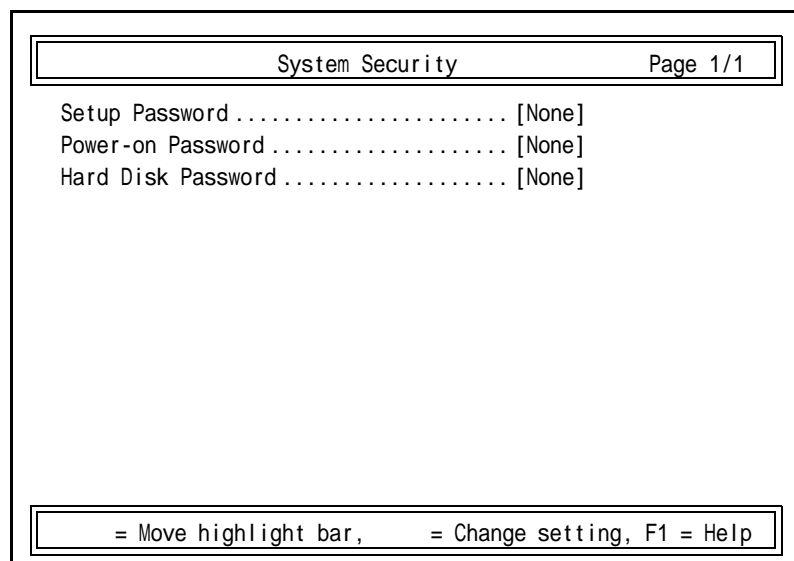 System Security Page 1/1
Setup Password ....................... [None]
Power-on Password .................... [None]
Hard Disk Password ................... [None]
= Move highlight bar, = Change setting, F1 = Help